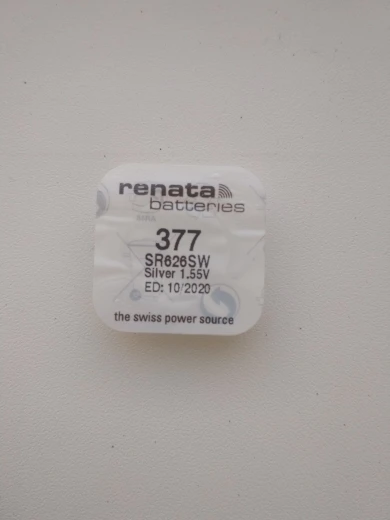 renata
batteries
377
SR626SW
Silver 1.55V
ED: 10/2020
the swiss power source